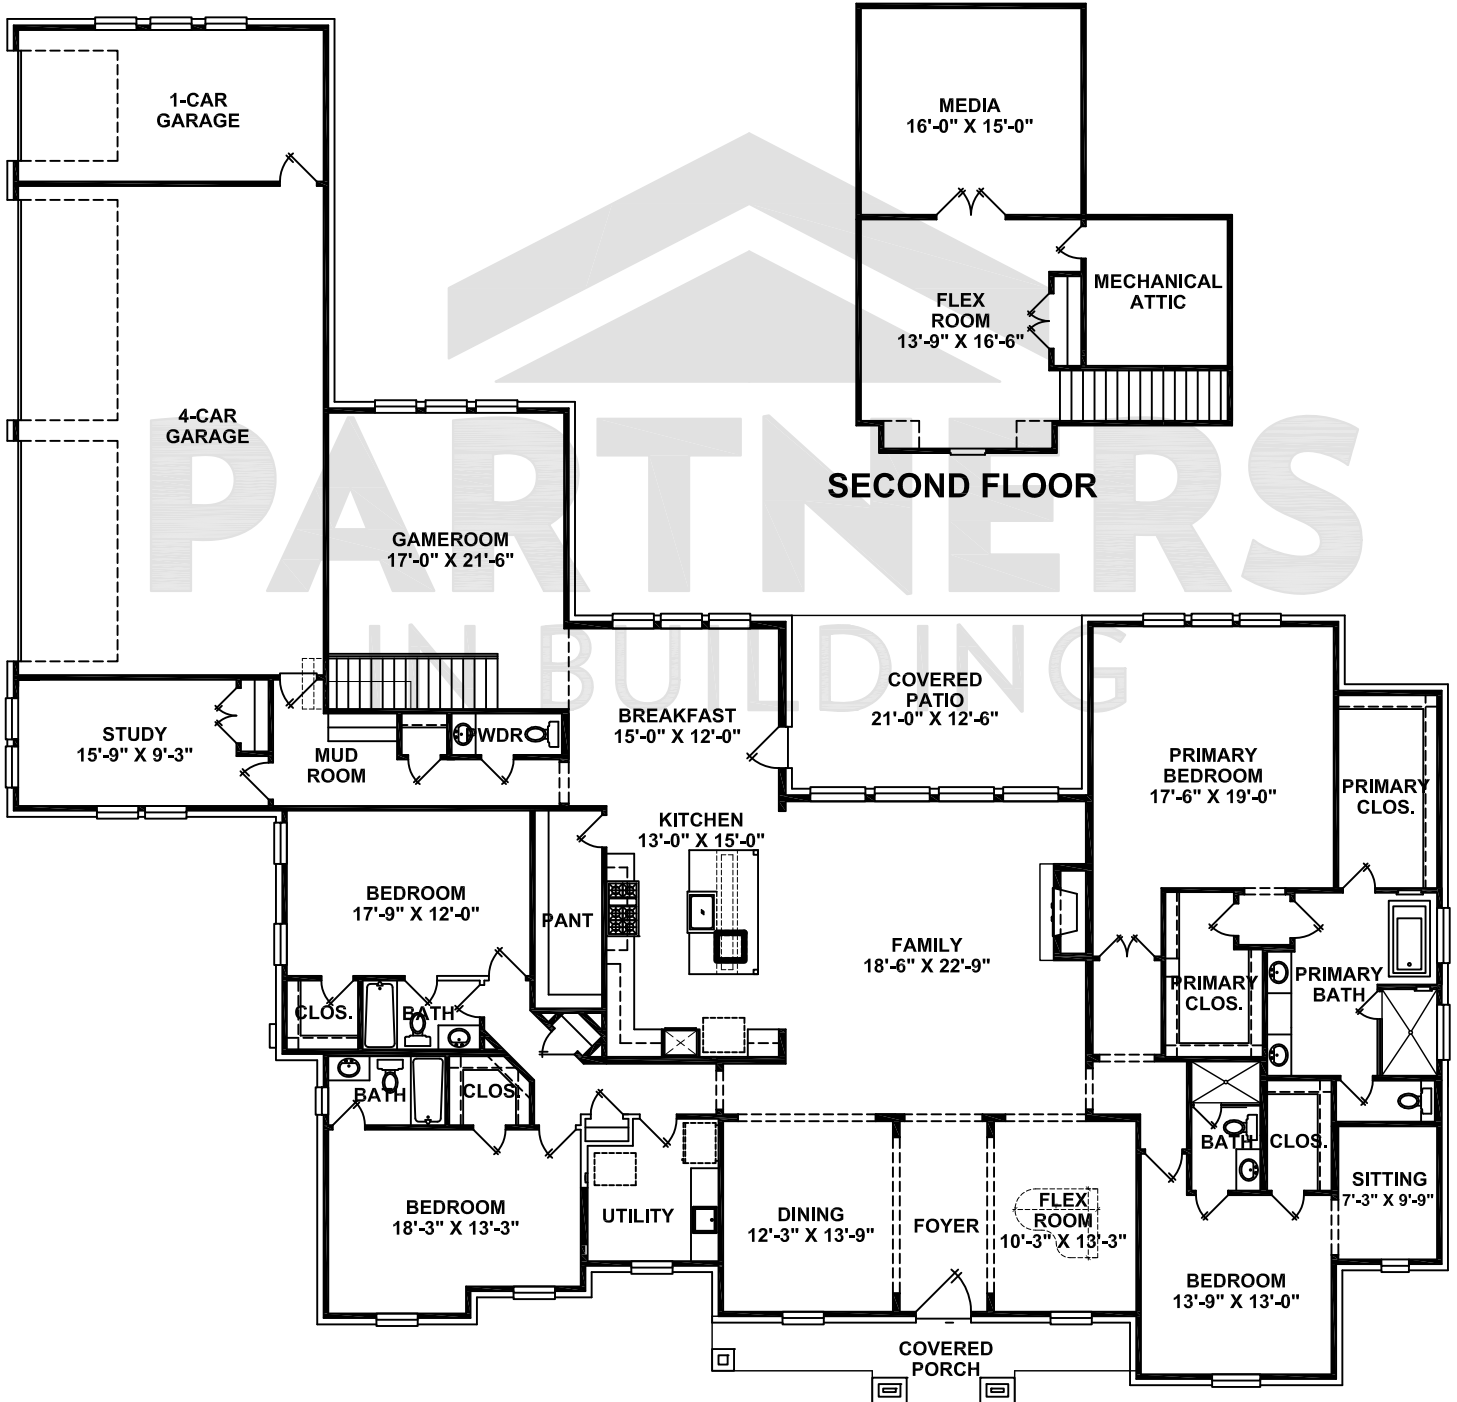 1-CAR
GARAGE
MEDIA
16'-0" X 15'-0"
MECHANICAL
ATTIC
FLEX
ROOM
13'-9" X 16'-6"
4-CAR
GARAGE
PARTNERS
IN BUILDING
SECOND FLOOR
GAMEROOM
17'-0" X 21'-6"
COVERED
PATIO
21'-0" X 12'-6"
BREAKFAST
15'-0" X 12'-0"
STUDY
15'-9" X 9'-3"
PWDR
MUD
ROOM
PRIMARY
BEDROOM
17'-6" X 19'-0"
PRIMARY
CLOS.
KITCHEN
13'-0" X 15'-0"
BEDROOM
17'-9" X 12'-0"
PANT
FAMILY
18'-6" X 22'-9"
PRIMARY
CLOS.
PRIMARY
BATH
CLOS.
BATH
BATH
CLOS.
BATH
CLOS.
SITTING
7'-3" X 9'-9"
BEDROOM
18'-3" X 13'-3"
UTILITY
DINING
12'-3" X 13'-9"
FOYER
FLEX
ROOM
10'-3" X 13'-3"
BEDROOM
13'-9" X 13'-0"
COVERED
PORCH